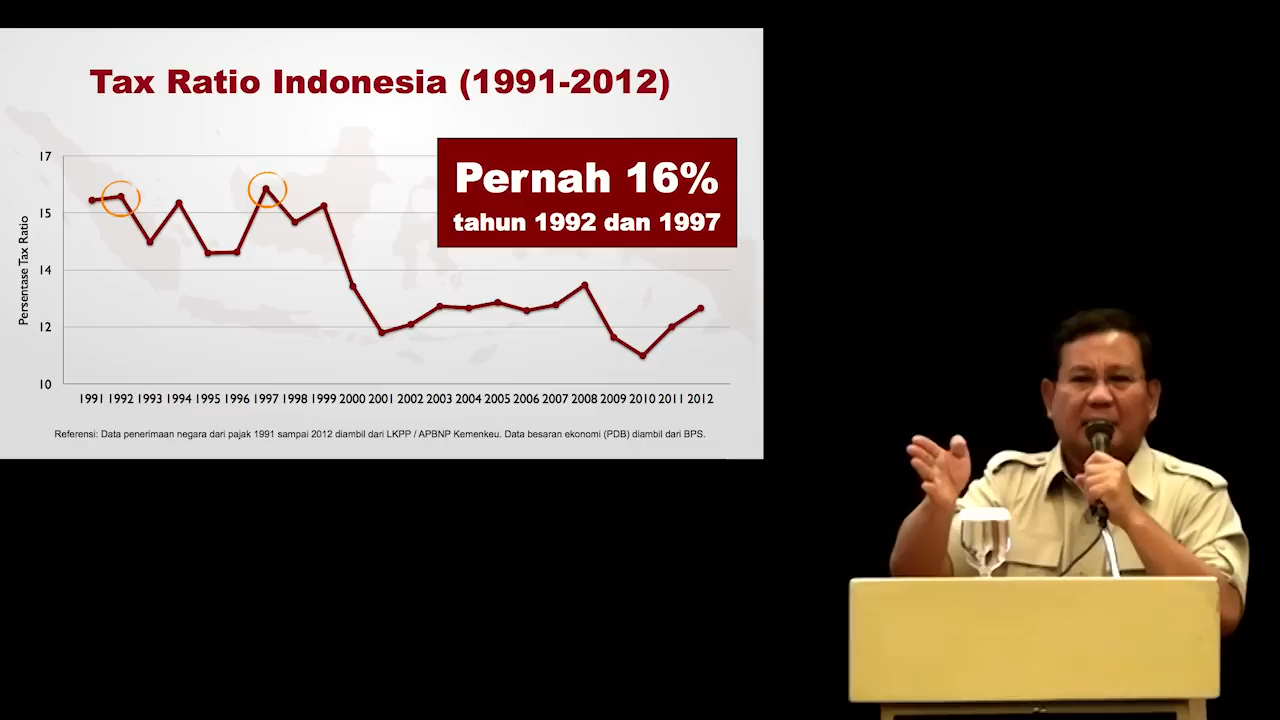 Tax Ratio Indonesia (1991-2012)
Pernah 16%
tahun 1992 dan 1997
Persentase Tax Ratio
17
15
14
12
10
1991 1992 1993 1994 1995 1996 1997 1998 1999 2000 2001 2002 2003 2004 2005 2006 2007 2008 2009 2010 2011 2012
Referensi: Data penerimaan negara dari pajak 1991 sampai 2012 diambil dari LKPP / APBNP Kemenkeu. Data besaran ekonomi (PDB) diambil dari BPS.